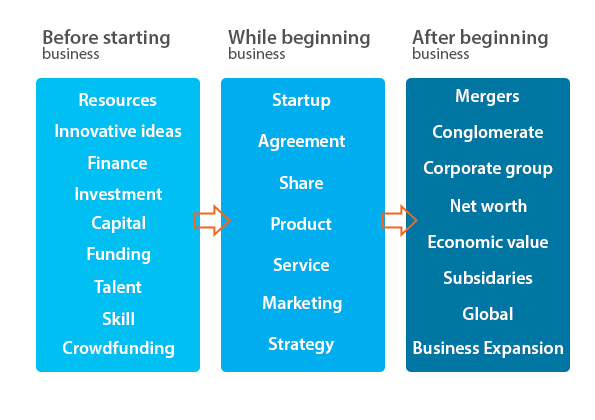 Before starting
business
Resources
Innovative ideas
Finance
Investment
Capital
Funding
Talent
Skill
Crowdfunding
While beginning
business
Startup
Agreement
Share
Product
Service
Marketing
Strategy
After beginning
business
Mergers
Conglomerate
Corporate group
Net worth
Economic value
Subsidaries
Global
Business Expansion